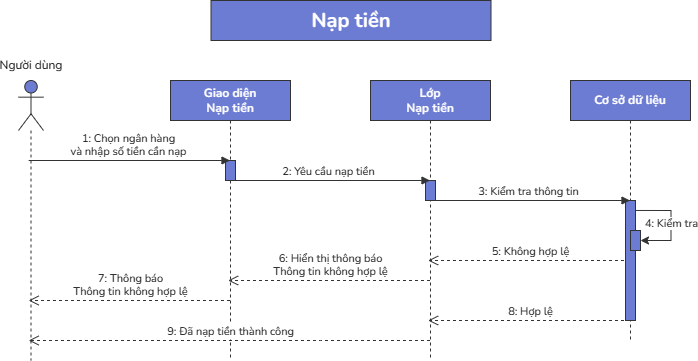 Nạp tiền
Người dùng
Giao diện
Nạp tiền
Lớp
Nạp tiền
Cơ sở dữ liệu
1: Chọn ngân hàng
và nhập số tiền cần nạp
2: Yêu cầu nạp tiền
3: Kiểm tra thông tin
4: Kiểm tra
5: Không hợp lệ
6: Hiển thị thông báo
Thông tin không hợp lệ
7: Thông báo
Thông tin không hợp lệ
8: Hợp lệ
9: Đã nạp tiền thành công